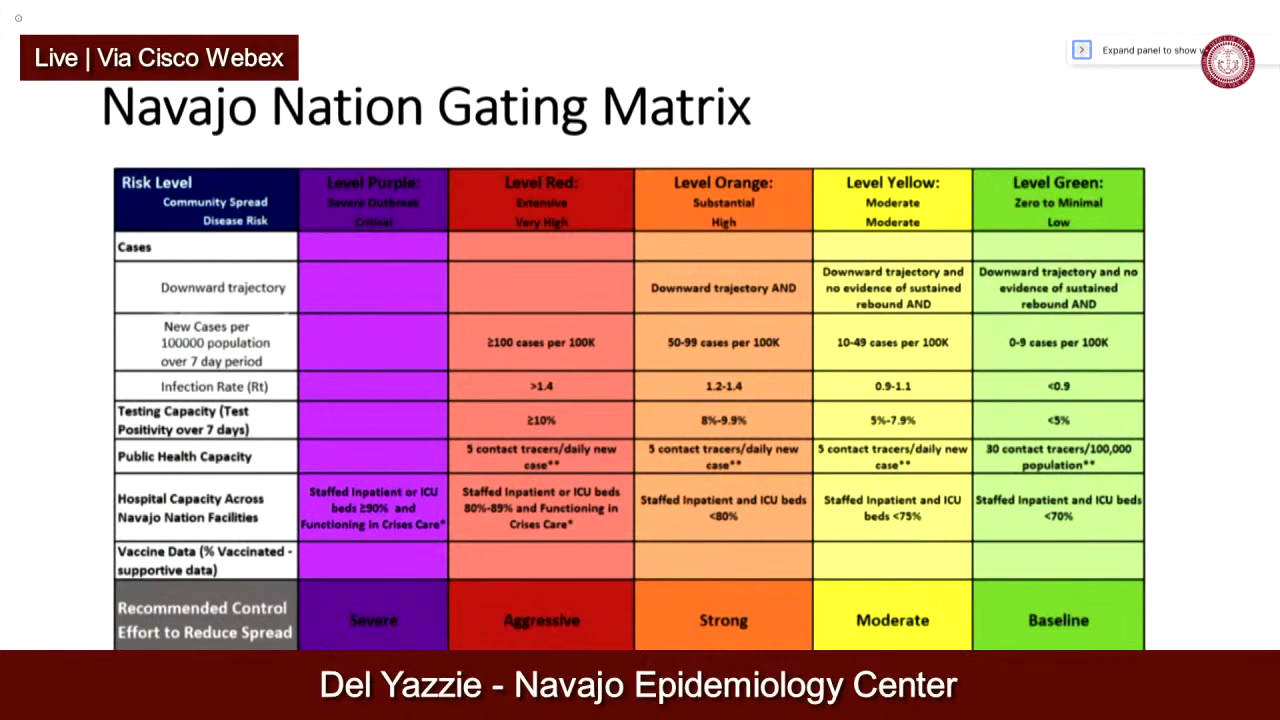 Live | Via Cisco Webex
Expand panel to show
Navajo Nation Gating Matrix
Risk Level
Community Spread
Disease Risk
Level Purple:
Severe Outbreak
Critical
Level Red:
Extensive
Very High
Level Orange:
Substantial
High
Level Yellow:
Moderate
Moderate
Level Green:
Zero to Minimal
Low
Cases
Downward trajectory
Downward trajectory AND
Downward trajectory and
no evidence of sustained
rebound AND
Downward trajectory and no
evidence of sustained
rebound AND
New Cases per
100000 population
over 7 day period
≥100 cases per 100K
50-99 cases per 100K
10-49 cases per 100K
0-9 cases per 100K
Infection Rate (Rt)
>1.4
1.2-1.4
0.9-1.1
<0.9
Testing Capacity (Test
Positivity over 7 days)
≥10%
8%-9.9%
5%-7.9%
<5%
Public Health Capacity
5 contact tracers/daily new
case**
5 contact tracers/daily new
case**
5 contact tracers/daily new
case**
30 contact tracers/100,000
population**
Hospital Capacity Across
Navajo Nation Facilities
Staffed Inpatient or ICU
beds ≥90% and
Functioning in Crises Care*
Staffed Inpatient or ICU beds
80%-89% and Functioning in
Crises Care*
Staffed Inpatient and ICU beds
<80%
Staffed Inpatient and ICU
beds <75%
Staffed Inpatient and ICU beds
<70%
Vaccine Data (% Vaccinated -
supportive data)
Recommended Control
Effort to Reduce Spread
Severe
Aggressive
Strong
Moderate
Baseline
Del Yazzie - Navajo Epidemiology Center